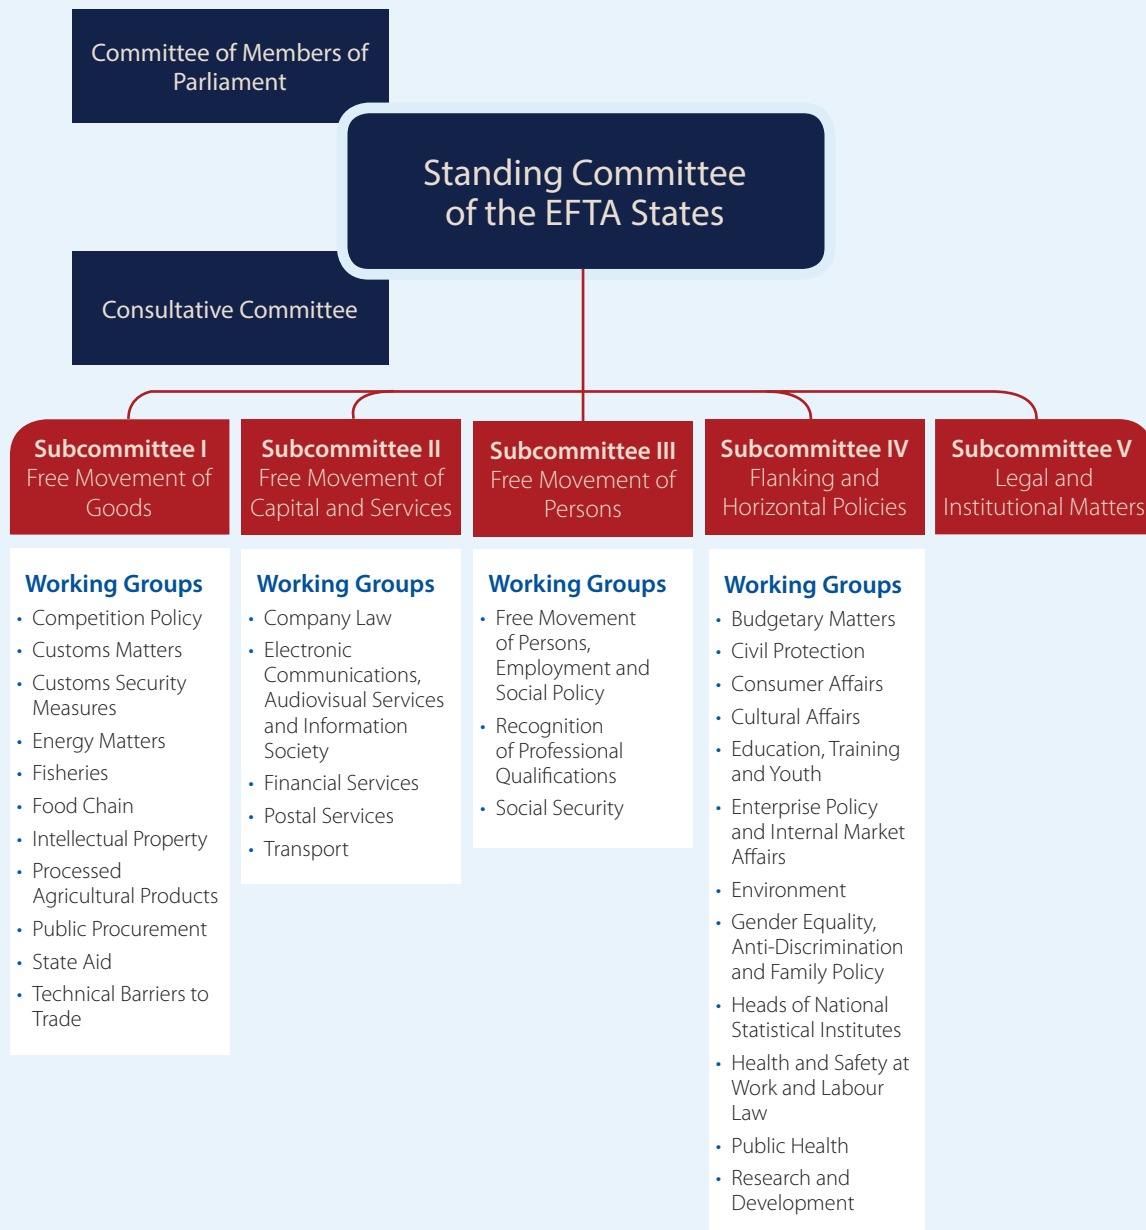 Committee of Members of
Parliament
Standing Committee
of the EFTA States
Consultative Committee
Subcommittee I
Free Movement of
Goods
Working Groups
• Competition Policy
• Customs Matters
• Customs Security
Measures
• Energy Matters
• Fisheries
• Food Chain
• Intellectual Property
• Processed
Agricultural Products
• Public Procurement
• State Aid
• Technical Barriers to
Trade
Subcommittee II
Free Movement of
Capital and Services
Working Groups
• Company Law
• Electronic
Communications,
Audiovisual Services
and Information
Society
• Financial Services
• Postal Services
• Transport
Subcommittee III
Free Movement of
Persons
Working Groups
• Free Movement
of Persons,
Employment and
Social Policy
• Recognition
of Professional
Qualifications
• Social Security
Subcommittee IV
Flanking and
Horizontal Policies
Working Groups
• Budgetary Matters
• Civil Protection
• Consumer Affairs
• Cultural Affairs
• Education, Training
and Youth
• Enterprise Policy
and Internal Market
Affairs
• Environment
• Gender Equality,
Anti-Discrimination
and Family Policy
• Heads of National
Statistical Institutes
• Health and Safety at
Work and Labour
Law
• Public Health
• Research and
Development
Subcommittee V
Legal and
Institutional Matters